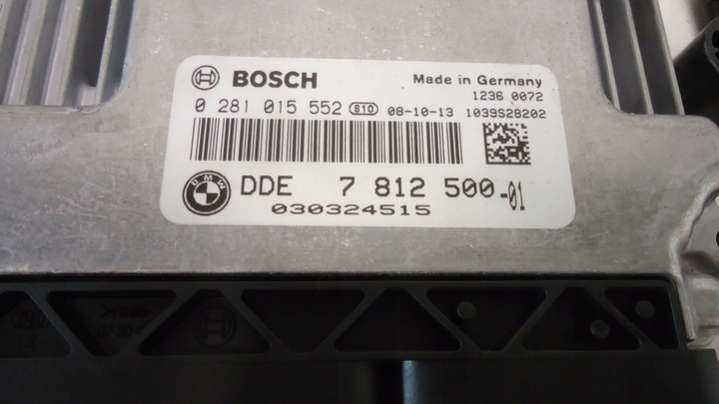 BOSCH
Made in Germany
1236 0072
0 281 015 552 810 08-10-13 1039S28202
BMW
DDE 7 812 500-01
030324515